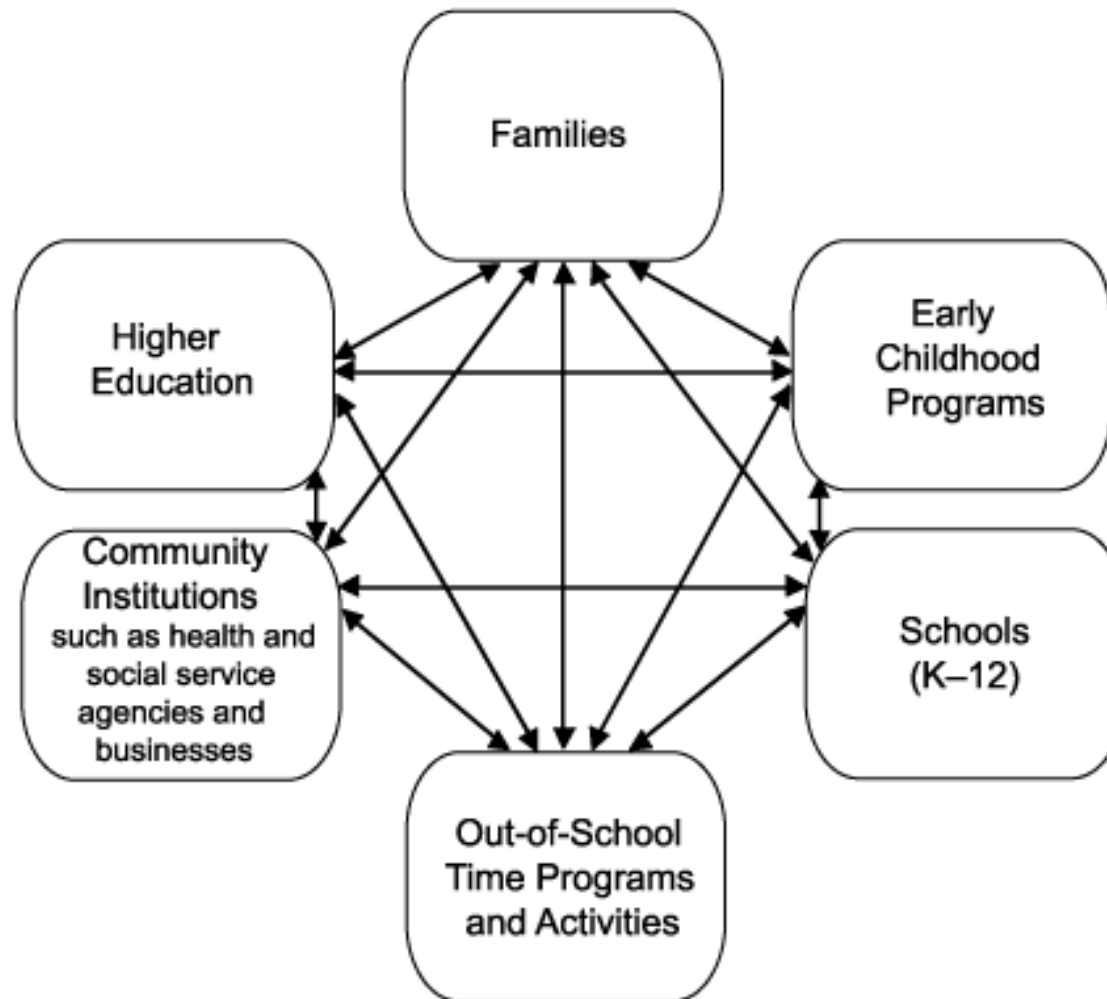 Families
Higher
Education
Early
Childhood
Programs
Community
Institutions
such as health and
social service
agencies and
businesses
Schools
(K–12)
Out-of-School
Time Programs
and Activities